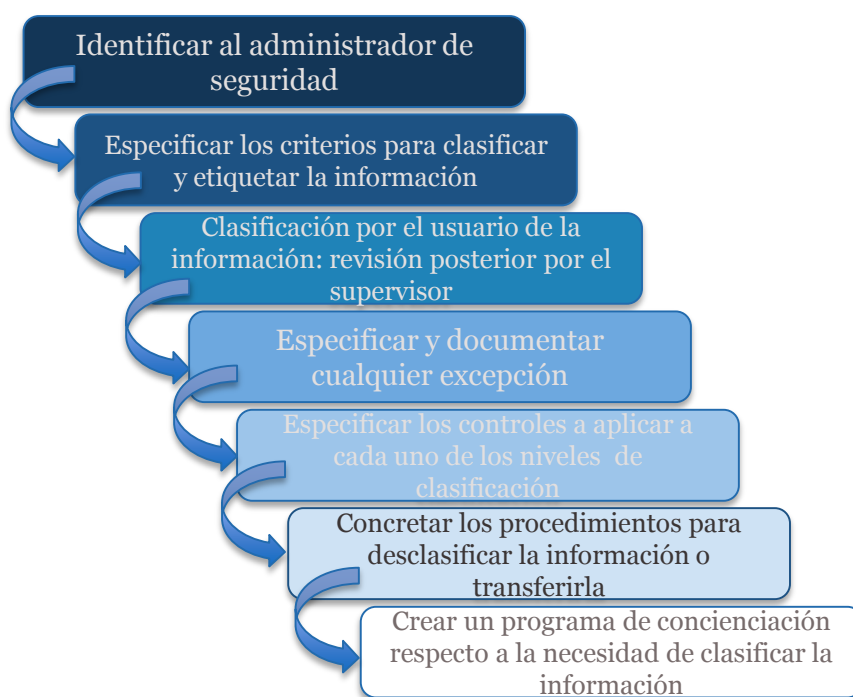 Identificar al administrador de
seguridad
Especificar los criterios para clasificar
y etiquetar la información
Clasificación por el usuario de la
información: revisión posterior por el
supervisor
Especificar y documentar
cualquier excepción
Especificar los controles a aplicar a
cada uno de los niveles de
clasificación
Concretar los procedimientos para
desclasificar la información o
transferirla
Crear un programa de concienciación
respecto a la necesidad de clasificar la
información